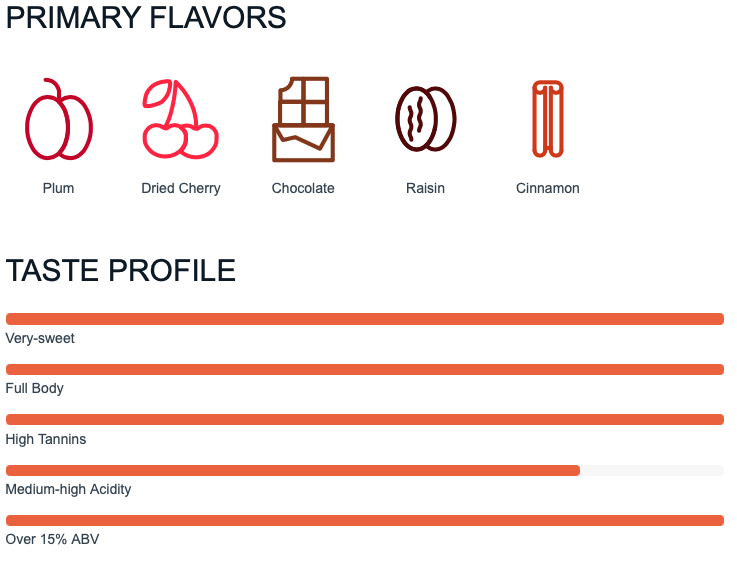 PRIMARY FLAVORS
Plum
Dried Cherry
Chocolate
Raisin
Cinnamon
TASTE PROFILE
Very-sweet
Full Body
High Tannins
Medium-high Acidity
Over 15% ABV